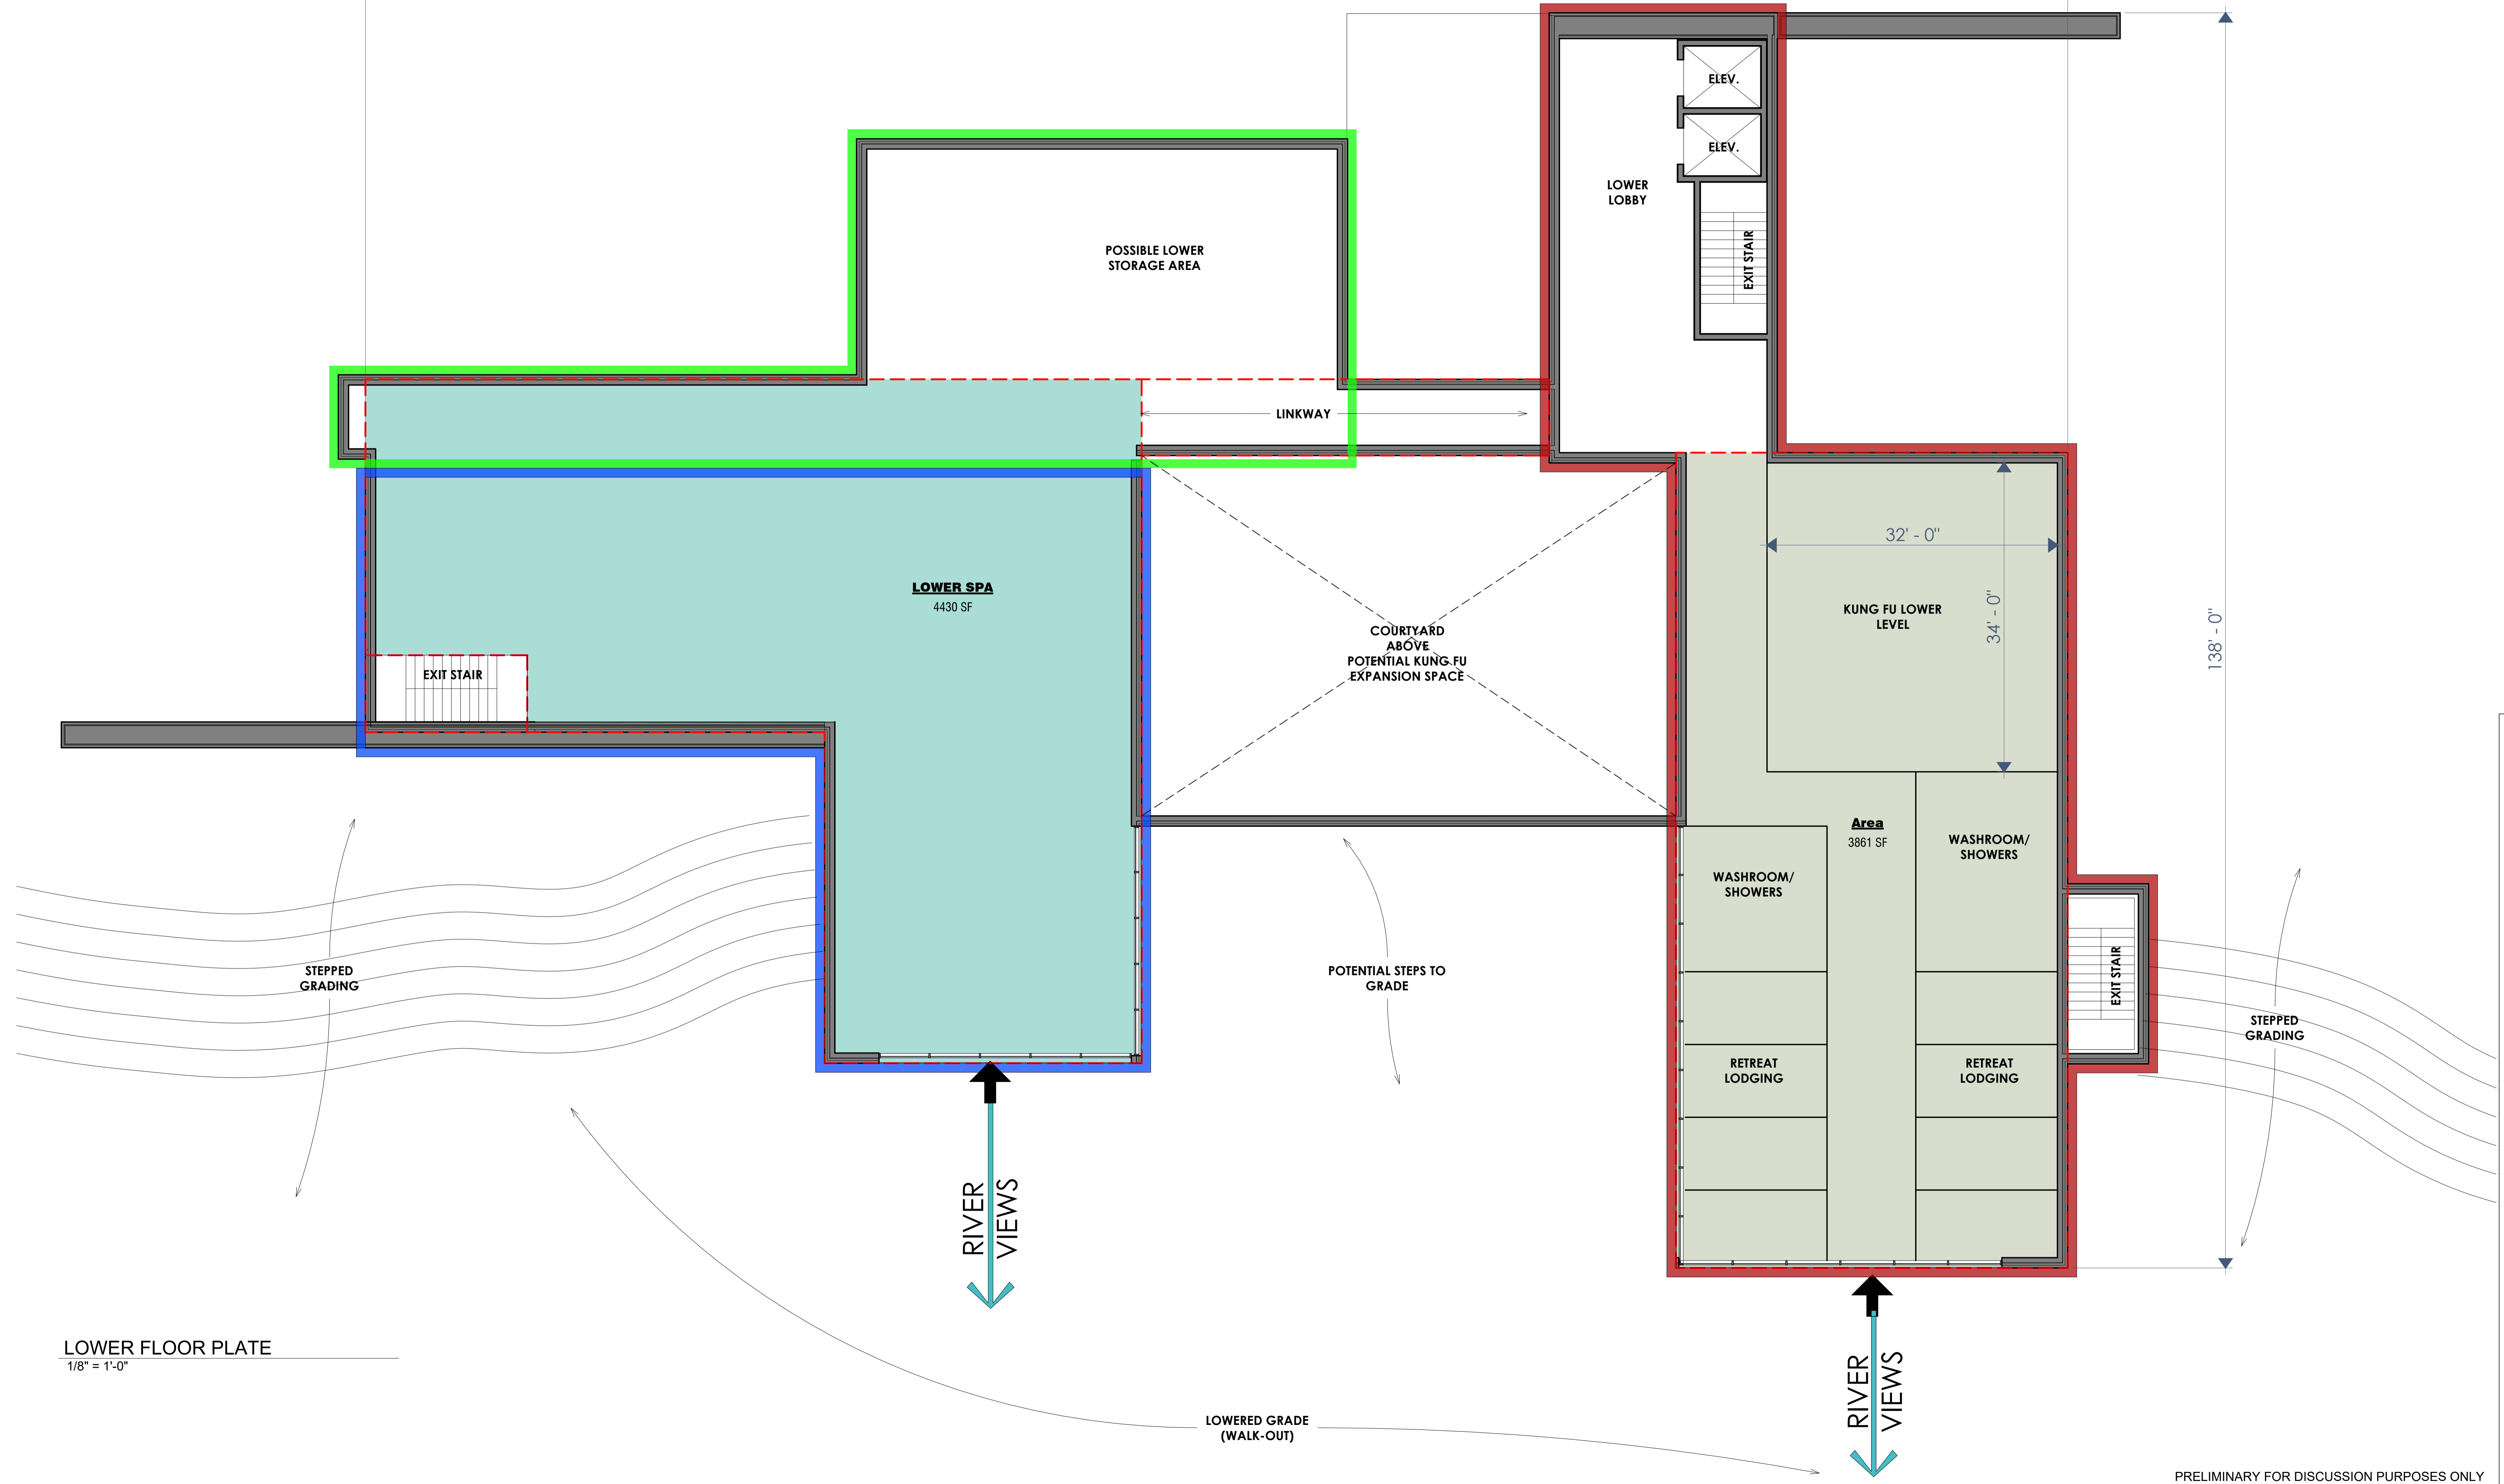 ELEV.
ELEV.
LOWER
LOBBY
EXIT STAIR
POSSIBLE LOWER
STORAGE AREA
LINKWAY
32' - 0"
34' - 0"
138' - 0"
LOWER SPA
4430 SF
KUNG FU LOWER
LEVEL
COURTYARD
ABOVE
POTENTIAL KUNG FU
EXPANSION SPACE
EXIT STAIR
Area
3861 SF
WASHROOM/
SHOWERS
WASHROOM/
SHOWERS
STEPPED
GRADING
POTENTIAL STEPS TO
GRADE
EXIT STAIR
STEPPED
GRADING
RETREAT
LODGING
RETREAT
LODGING
RIVER
VIEWS
RIVER
VIEWS
LOWER FLOOR PLATE
1/8" = 1'-0"
LOWERED GRADE
(WALK-OUT)
PRELIMINARY FOR DISCUSSION PURPOSES ONLY